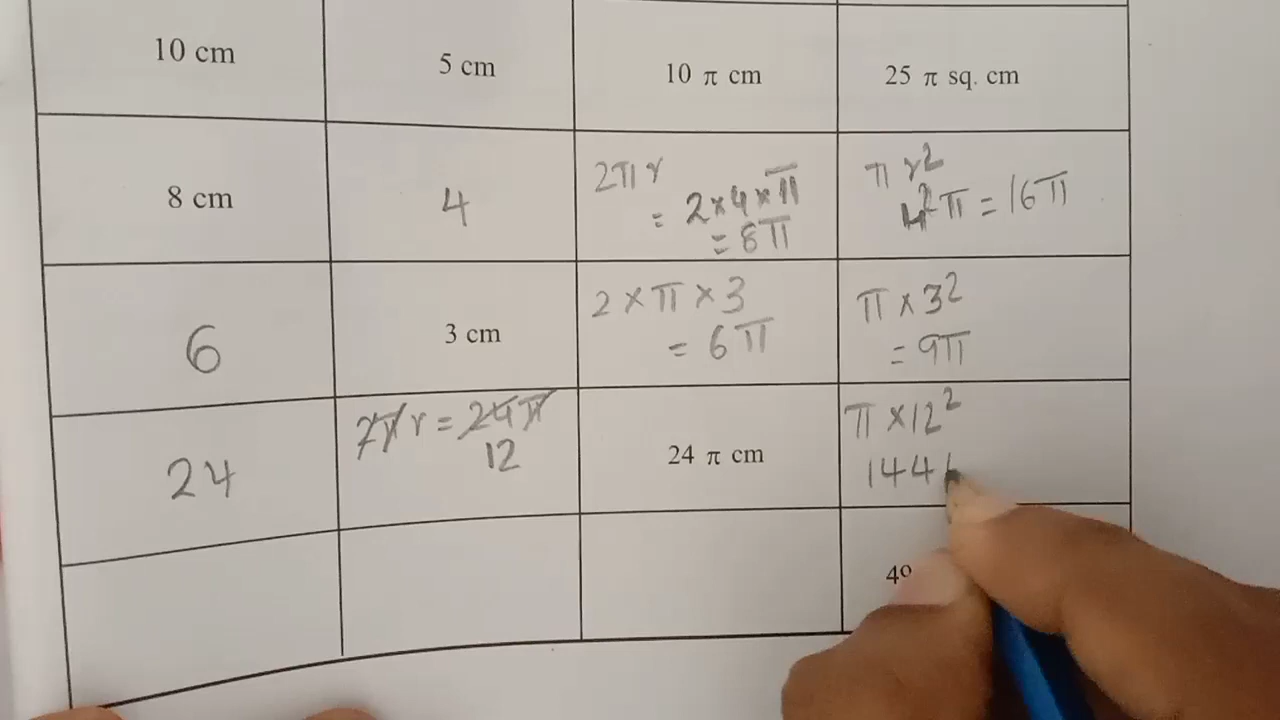 10 cm
5 cm
10 π cm
25 π sq. cm
8 cm
4
2πr
= 2×4×π
= 8π
πr²
4²π = 16π
6
3 cm
2×π×3
= 6π
π×3²
= 9π
24
2πr = 24π
12
24 π cm
π×12²
144